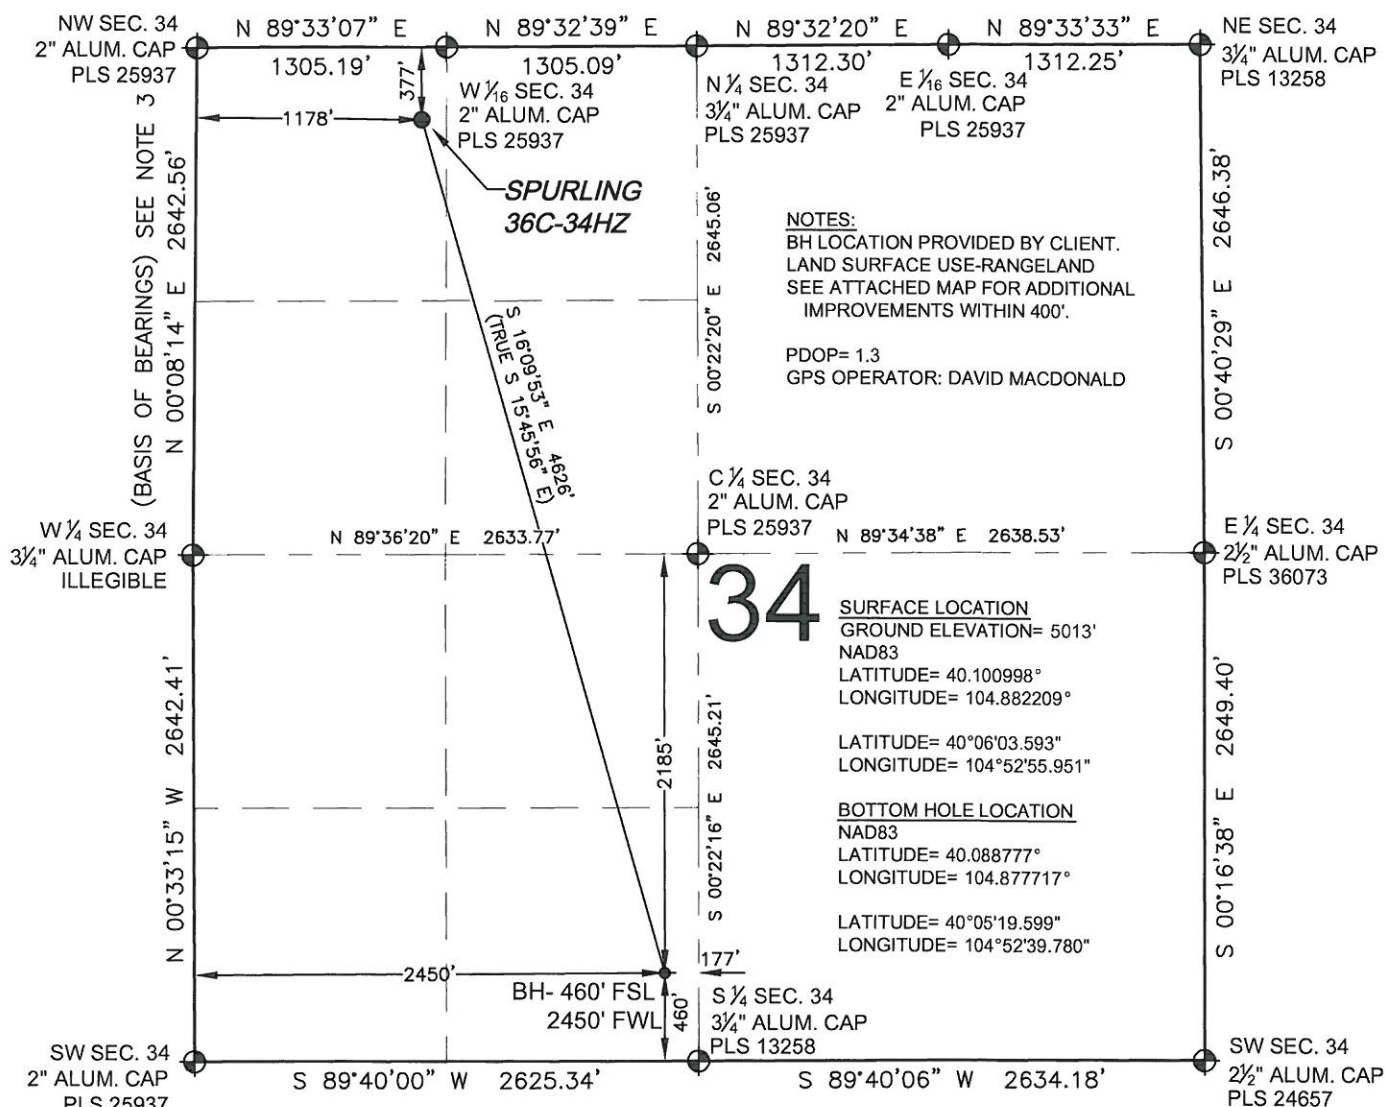 NW SEC. 34
2" ALUM. CAP
PLS 25937
N 89°33'07" E
1305.19'
N 89°32'39" E
1305.09'
N 89°32'20" E
1312.30'
N 89°33'33" E
1312.25'
NE SEC. 34
3¼" ALUM. CAP
PLS 13258
377'
1178'
W 1/16 SEC. 34
2" ALUM. CAP
PLS 25937
N ¼ SEC. 34
3¼" ALUM. CAP
PLS 25937
E 1/16 SEC. 34
2" ALUM. CAP
PLS 25937
SPURLING
36C-34HZ
(BASIS OF BEARINGS) SEE NOTE 3
N 00°08'14" E 2642.56'
S 00°22'20" E 2645.06'
S 00°40'29" E 2646.38'
NOTES:
BH LOCATION PROVIDED BY CLIENT.
LAND SURFACE USE-RANGELAND
SEE ATTACHED MAP FOR ADDITIONAL
IMPROVEMENTS WITHIN 400'.
PDOP= 1.3
GPS OPERATOR: DAVID MACDONALD
S 16°09'53" E 4626'
(TRUE S 15°45'56" E)
W ¼ SEC. 34
3¼" ALUM. CAP
ILLEGIBLE
N 89°36'20" E 2633.77'
C ¼ SEC. 34
2" ALUM. CAP
PLS 25937
N 89°34'38" E 2638.53'
E ¼ SEC. 34
2½" ALUM. CAP
PLS 36073
34
SURFACE LOCATION
GROUND ELEVATION= 5013'
NAD83
LATITUDE= 40.100998°
LONGITUDE= 104.882209°
LATITUDE= 40°06'03.593"
LONGITUDE= 104°52'55.951"
BOTTOM HOLE LOCATION
NAD83
LATITUDE= 40.088777°
LONGITUDE= 104.877717°
LATITUDE= 40°05'19.599"
LONGITUDE= 104°52'39.780"
N 00°33'15" W 2642.41'
2185'
S 00°22'16" E 2645.21'
S 00°16'38" E 2649.40'
2450'
177'
BH- 460' FSL
2450' FWL
460'
S ¼ SEC. 34
3¼" ALUM. CAP
PLS 13258
SW SEC. 34
2" ALUM. CAP
PLS 25937
S 89°40'00" W 2625.34'
S 89°40'06" W 2634.18'
SW SEC. 34
2½" ALUM. CAP
PLS 24657